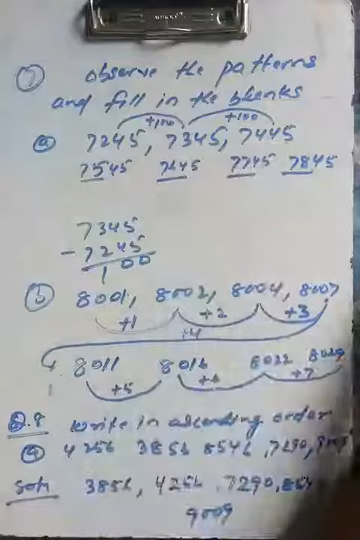 7 observe the patterns
and fill in the blanks
+100 +100
a 7245, 7345, 7445
7545 7645 7745 7845
7345
- 7245
100
b 8001, 8002, 8004, 8007
+1 +2 +3
+4
8011 8016 8022 8029
+5 +6 +7
Q.8 write in ascending order
a 4256 3856 8546, 7290,
Soln 3856, 4256, 7290,
9009